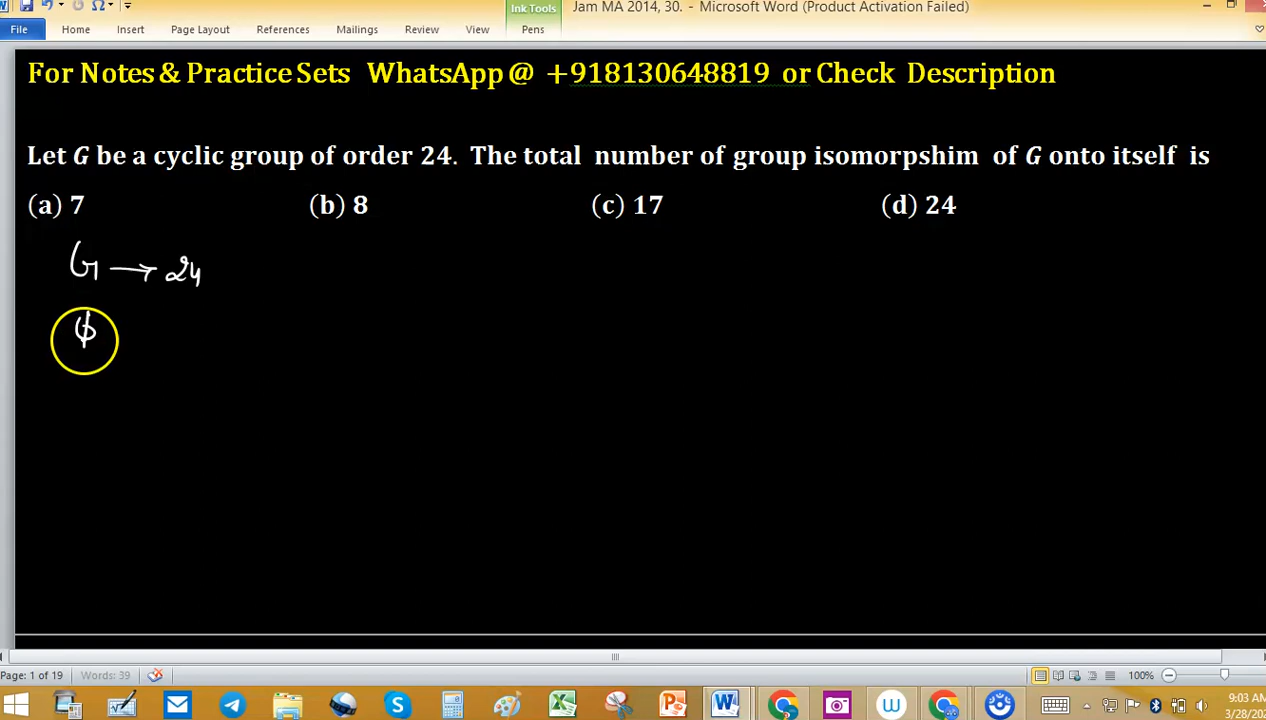 Ink Tools
Jam MA 2014, 30. - Microsoft Word (Product Activation Failed)
File Home Insert Page Layout References Mailings Review View Pens
For Notes & Practice Sets WhatsApp @ +918130648819 or Check Description
Let G be a cyclic group of order 24. The total number of group isomorpshim of G onto itself is
(a) 7 (b) 8 (c) 17 (d) 24
G → 24
ϕ
Page: 1 of 19 Words: 39 100%
9:03 AM
3/28/20